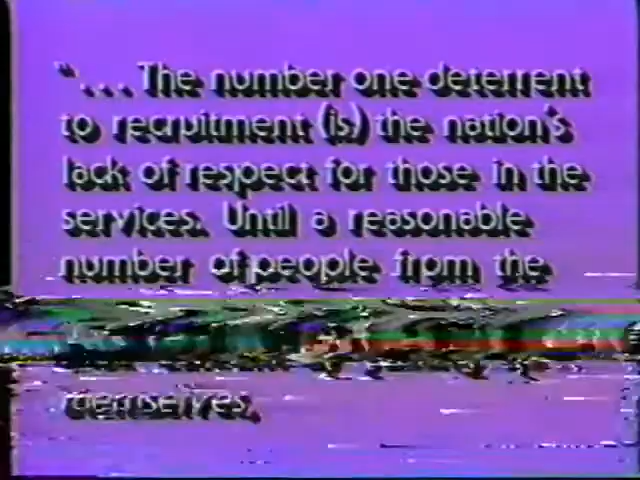 "...The number one deterrent
to recruitment (is) the nation's
lack of respect for those in the
services. Until a reasonable
number of people from the
themselves,